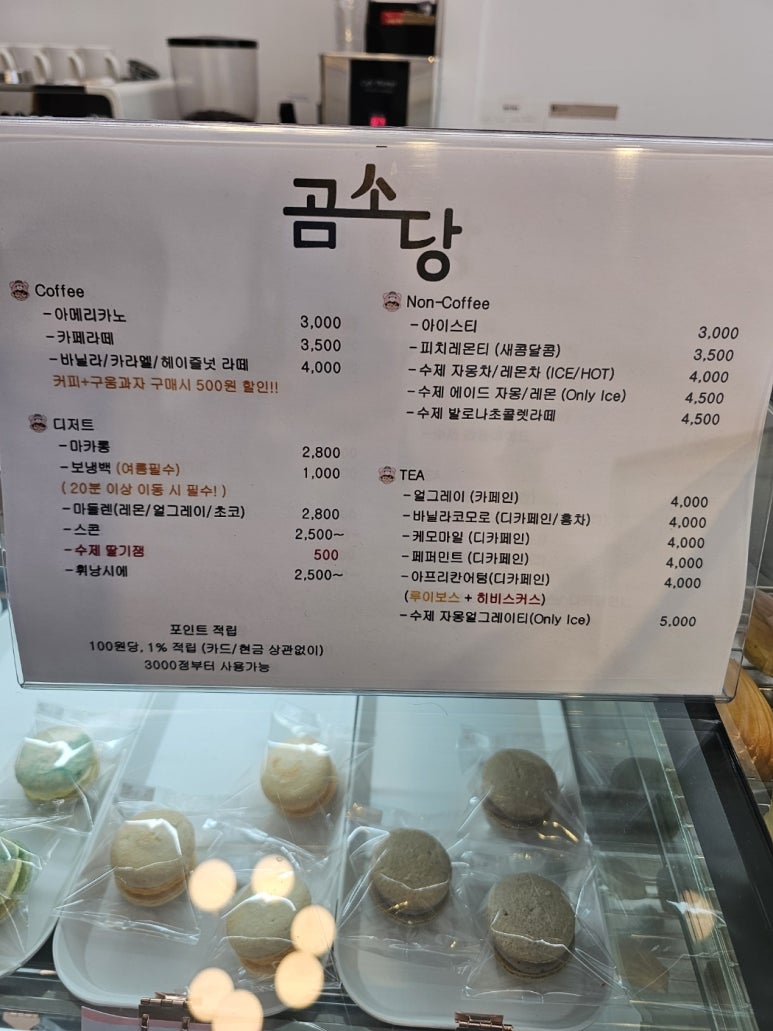 곰소당
Coffee
-아메리카노 3,000
-카페라떼 3,500
-바닐라/카라멜/헤이즐넛 라떼 4,000
커피+구움과자 구매시 500원 할인!!
디저트
-마카롱 2,800
-보냉백 (여름필수) 1,000
(20분 이상 이동 시 필수!)
-마들렌(레몬/얼그레이/초코) 2,800
-스콘 2,500~
-수제 딸기잼 500
-휘낭시에 2,500~
포인트 적립
100원당, 1% 적립 (카드/현금 상관없이)
3000점부터 사용가능
Non-Coffee
-아이스티 3,000
-피치레몬티 (새콤달콤) 3,500
-수제 자몽차/레몬차 (ICE/HOT) 4,000
-수제 에이드 자몽/레몬 (Only Ice) 4,500
-수제 발로나초콜렛라떼 4,500
TEA
-얼그레이 (카페인) 4,000
-바닐라코모로 (디카페인/홍차) 4,000
-케모마일 (디카페인) 4,000
-페퍼민트 (디카페인) 4,000
-아프리칸어텀(디카페인) 4,000
(루이보스 + 히비스커스)
-수제 자몽얼그레이티(Only Ice) 5,000